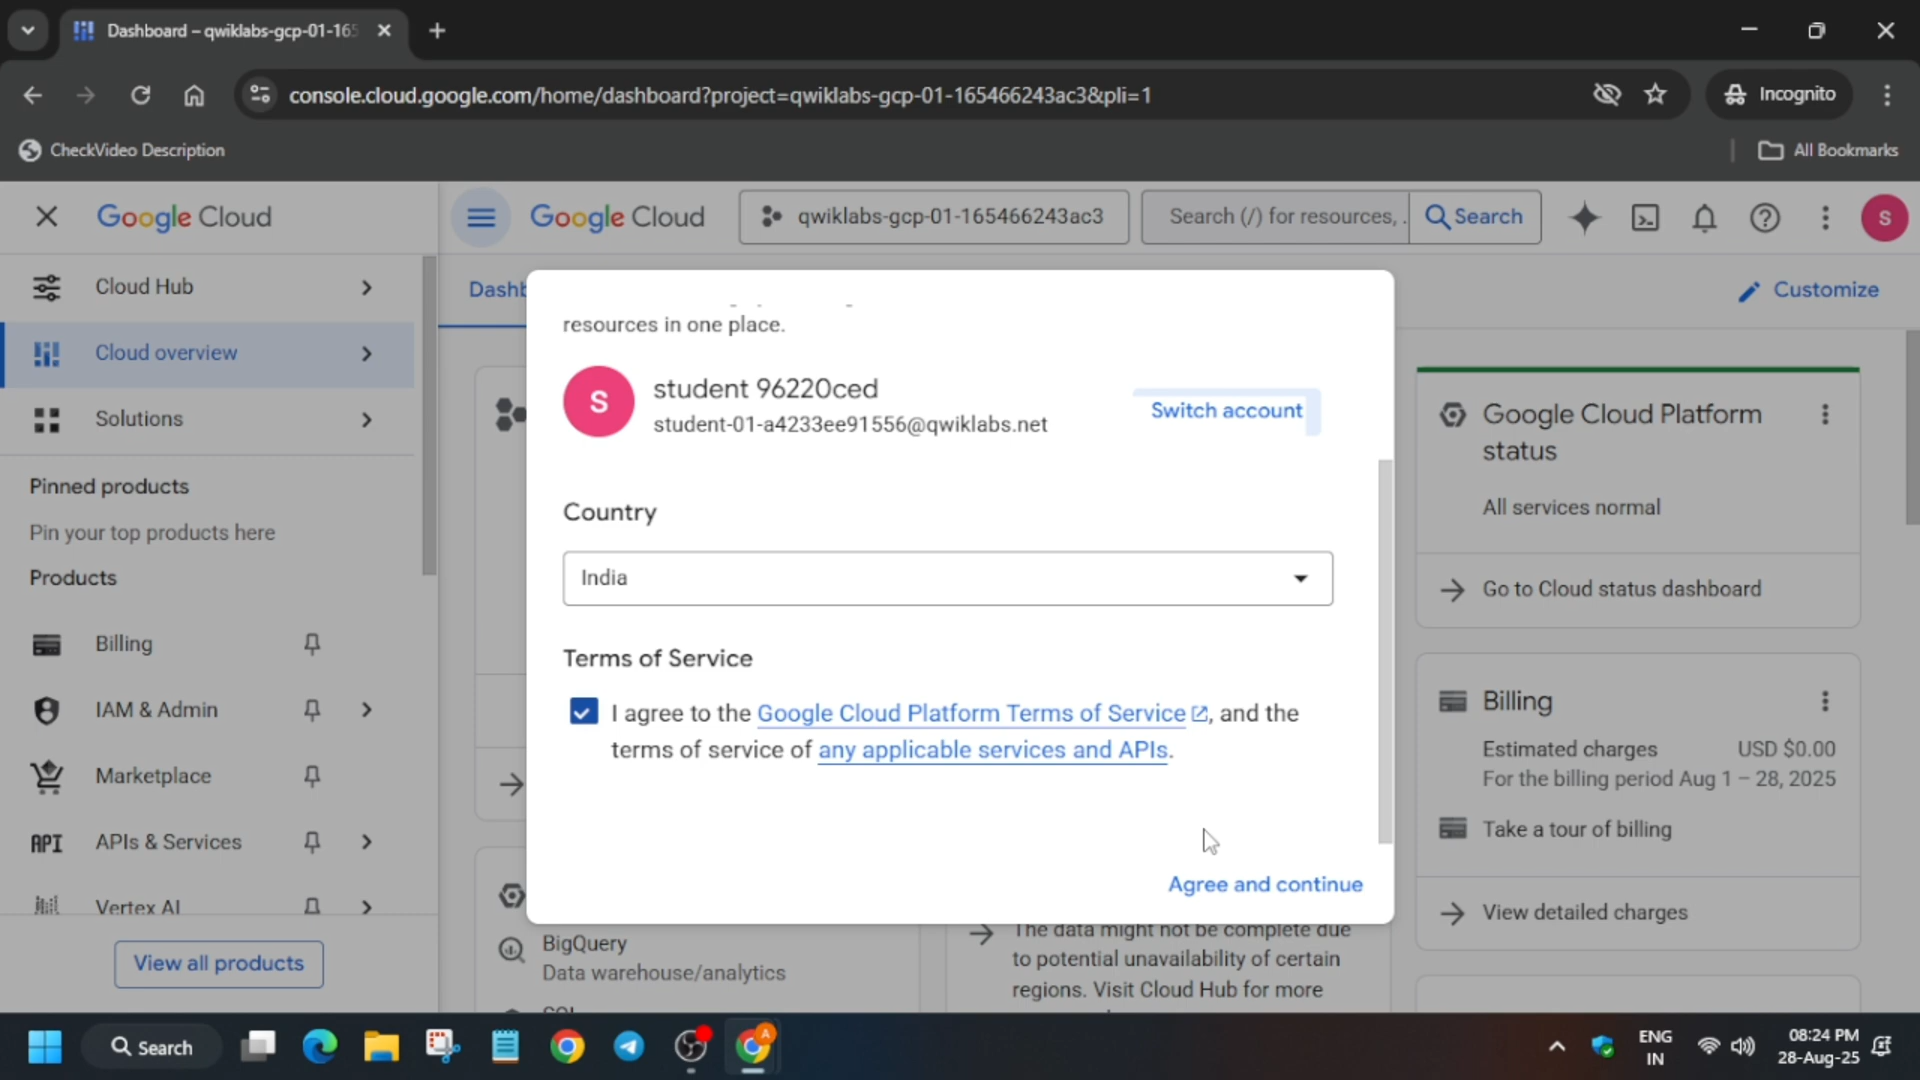 Dashboard – qwiklabs-gcp-01-165
console.cloud.google.com/home/dashboard?project=qwiklabs-gcp-01-165466243ac3&pli=1
Incognito
CheckVideo Description
All Bookmarks
Google Cloud
Google Cloud
qwiklabs-gcp-01-165466243ac3
Search (/) for resources, .
Search
S
Cloud Hub
Cloud overview
Solutions
Pinned products
Pin your top products here
Products
Billing
IAM & Admin
Marketplace
API
APIs & Services
Vertex AI
View all products
Dashb
Customize
resources in one place.
S
student 96220ced
student-01-a4233ee91556@qwiklabs.net
Switch account
Country
India
Terms of Service
I agree to the Google Cloud Platform Terms of Service, and the
terms of service of any applicable services and APIs.
Agree and continue
BigQuery
Data warehouse/analytics
SQL
The data might not be complete due
to potential unavailability of certain
regions. Visit Cloud Hub for more
Google Cloud Platform
status
All services normal
Go to Cloud status dashboard
Billing
Estimated charges USD $0.00
For the billing period Aug 1 – 28, 2025
Take a tour of billing
View detailed charges
Search
A
ENG
IN
08:24 PM
28-Aug-25